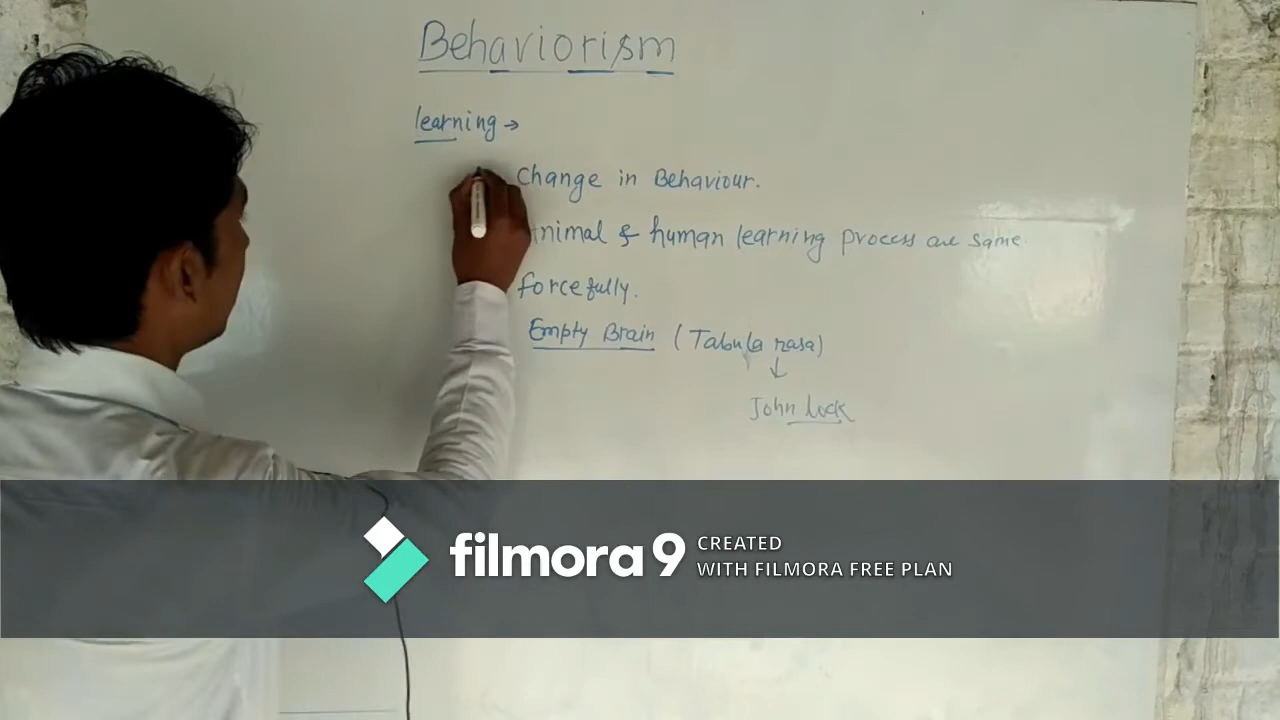 Behaviorism
learning →
Change in Behaviour.
Animal & human learning process are same.
forcefully.
Empty Brain (Tabula rasa)
↓
John Lock
filmora 9 CREATED
WITH FILMORA FREE PLAN